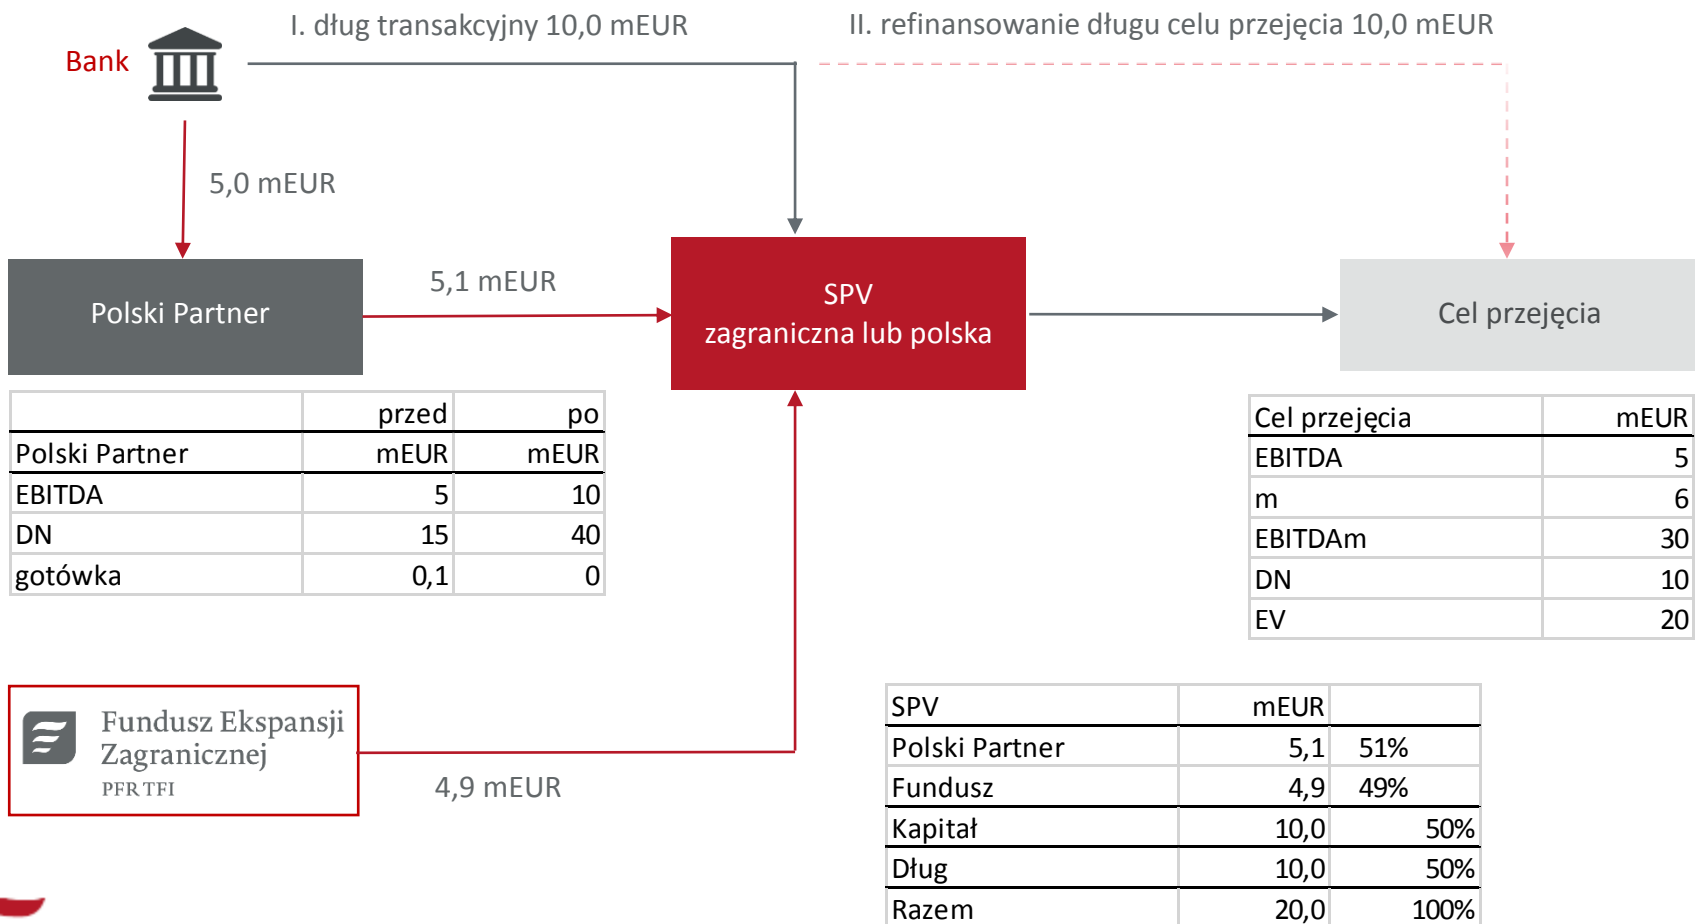 I. dług transakcyjny 10,0 mEUR
II. refinansowanie długu celu przejęcia 10,0 mEUR
Bank
5,0 mEUR
Polski Partner
5,1 mEUR
SPV
zagraniczna lub polska
Cel przejęcia
przed po
Polski Partner mEUR mEUR
EBITDA 5 10
DN 15 40
gotówka 0,1 0
Cel przejęcia mEUR
EBITDA 5
m 6
EBITDAm 30
DN 10
EV 20
Fundusz Ekspansji
Zagranicznej
PFR TFI
4,9 mEUR
SPV mEUR
Polski Partner 5,1 51%
Fundusz 4,9 49%
Kapitał 10,0 50%
Dług 10,0 50%
Razem 20,0 100%